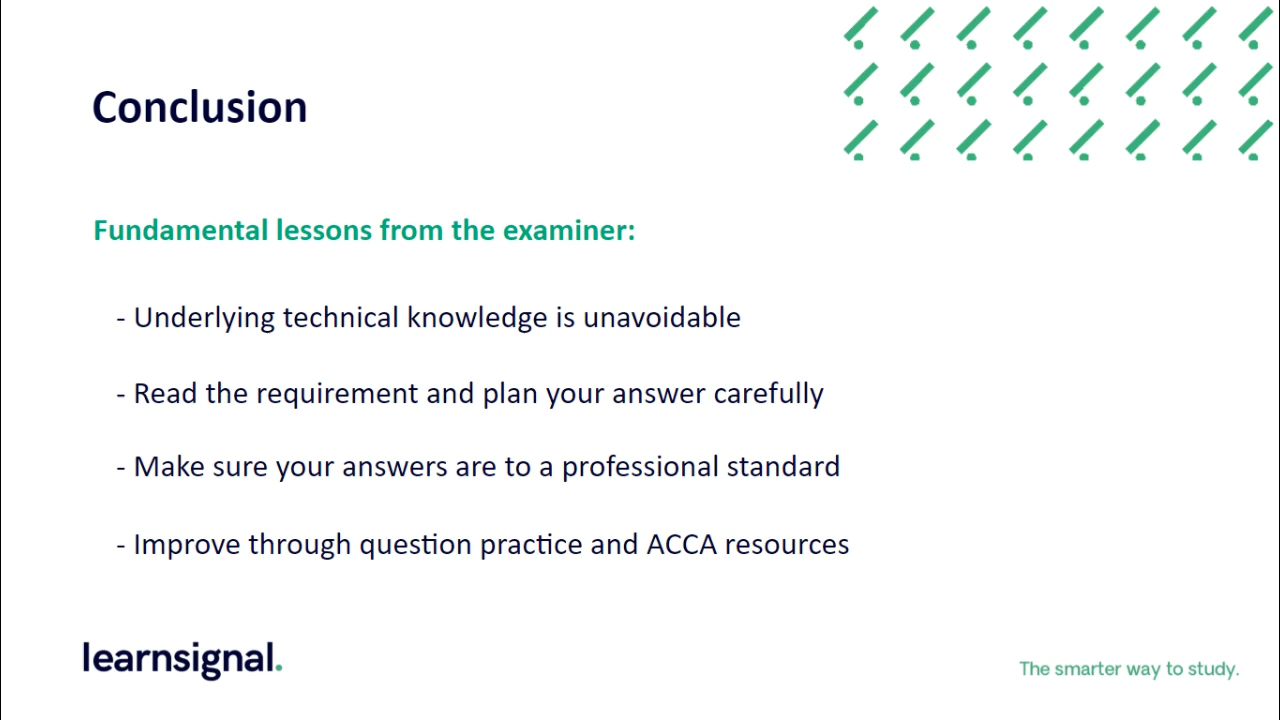 Conclusion
Fundamental lessons from the examiner:
- Underlying technical knowledge is unavoidable
- Read the requirement and plan your answer carefully
- Make sure your answers are to a professional standard
- Improve through question practice and ACCA resources
learnsignal.
The smarter way to study.